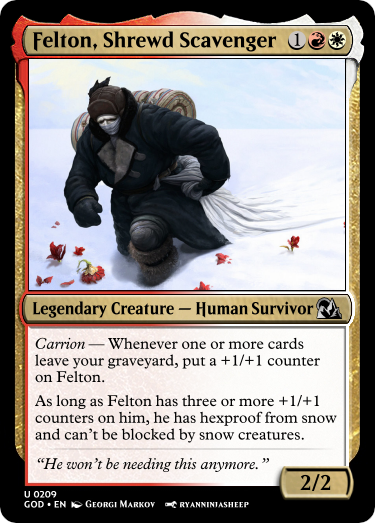 Felton, Shrewd Scavenger 1
Legendary Creature — Human Survivor
Carrion — Whenever one or more cards
leave your graveyard, put a +1/+1 counter
on Felton.
As long as Felton has three or more +1/+1
counters on him, he has hexproof from snow
and can't be blocked by snow creatures.
"He won't be needing this anymore."
2/2
U 0209
GOD • EN Georgi Markov ryanninjasheep